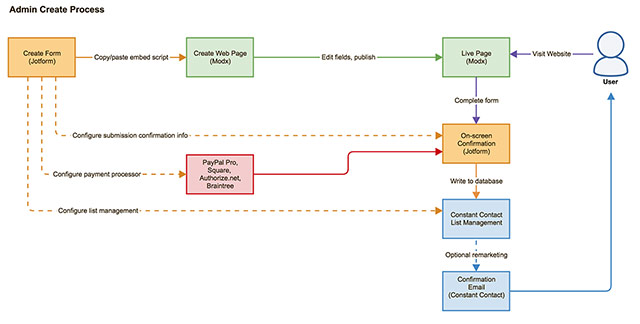 Admin Create Process
Create Form
(Jotform)
Copy/paste embed script
Create Web Page
(Modx)
Edit fields, publish
Live Page
(Modx)
Visit Website
User
Complete form
Configure submission confirmation info
On-screen
Confirmation
(Jotform)
Configure payment processor
PayPal Pro,
Square,
Authorize.net,
Braintree
Write to database
Configure list management
Constant Contact
List Management
Optional remarketing
Confirmation
Email
(Constant Contact)